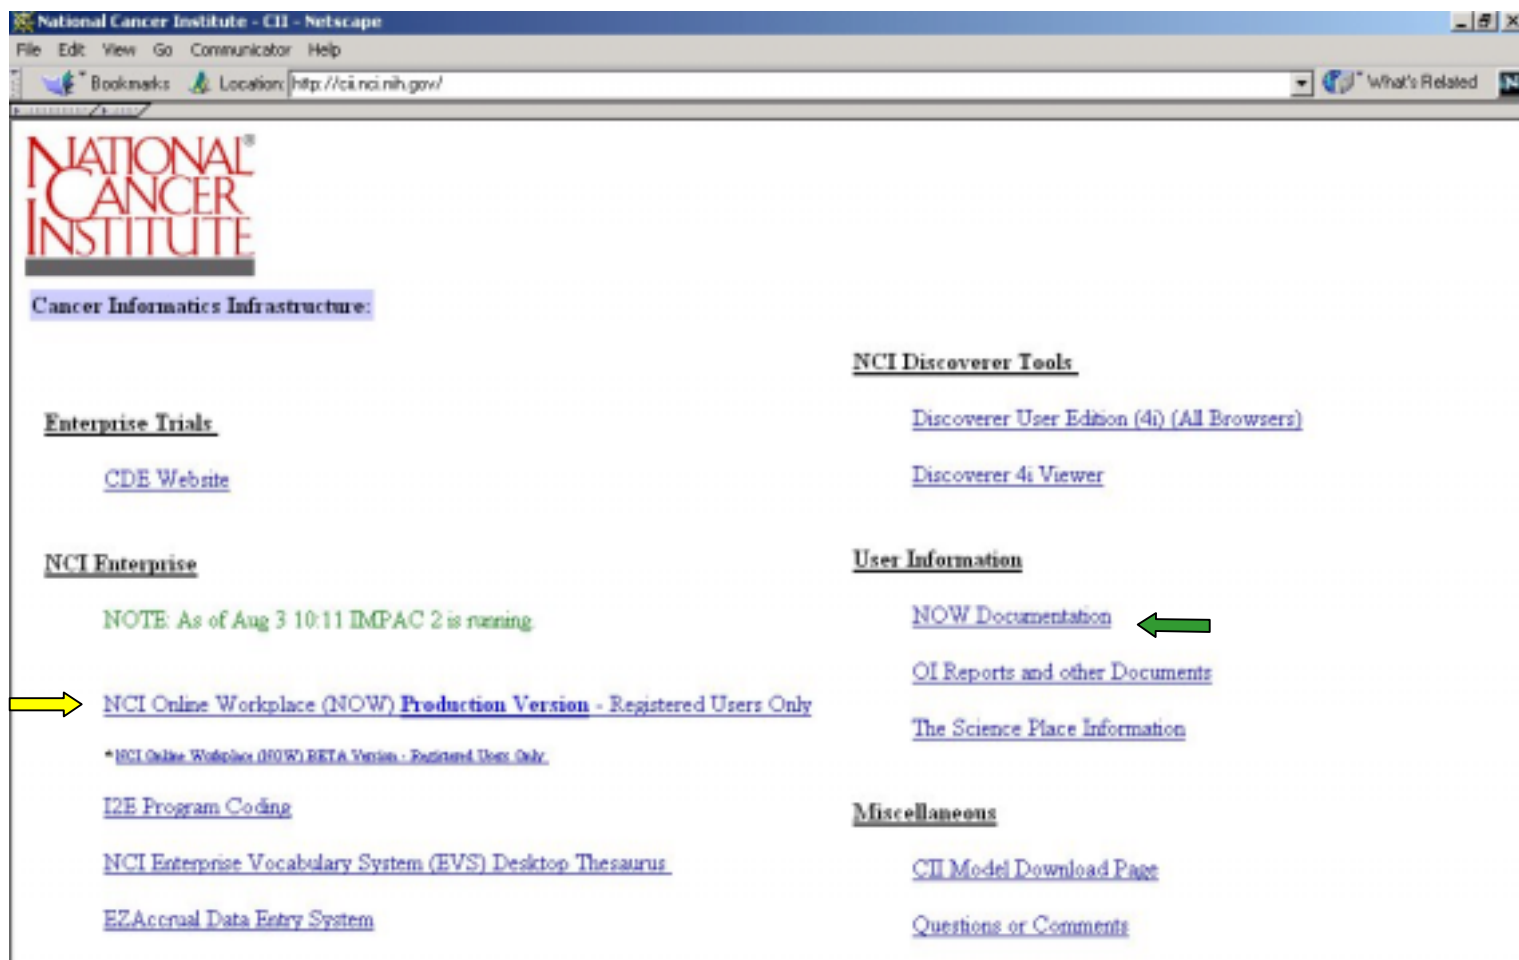 National Cancer Institute - CII - Netscape
File Edit View Go Communicator Help
Bookmarks Location: http://cii.nci.nih.gov/ What's Related N
NATIONAL®
CANCER
INSTITUTE
Cancer Informatics Infrastructure:
Enterprise Trials
CDE Website
NCI Enterprise
NOTE: As of Aug 3 10:11 IMPAC 2 is running.
NCI Online Workplace (NOW) Production Version - Registered Users Only
*NCI Online Workplace (NOW) BETA Version - Registered Users Only.
I2E Program Coding
NCI Enterprise Vocabulary System (EVS) Desktop Thesaurus
EZAccrual Data Entry System
NCI Discoverer Tools
Discoverer User Edition (4i) (All Browsers)
Discoverer 4i Viewer
User Information
NOW Documentation
OI Reports and other Documents
The Science Place Information
Miscellaneous
CII Model Download Page
Questions or Comments